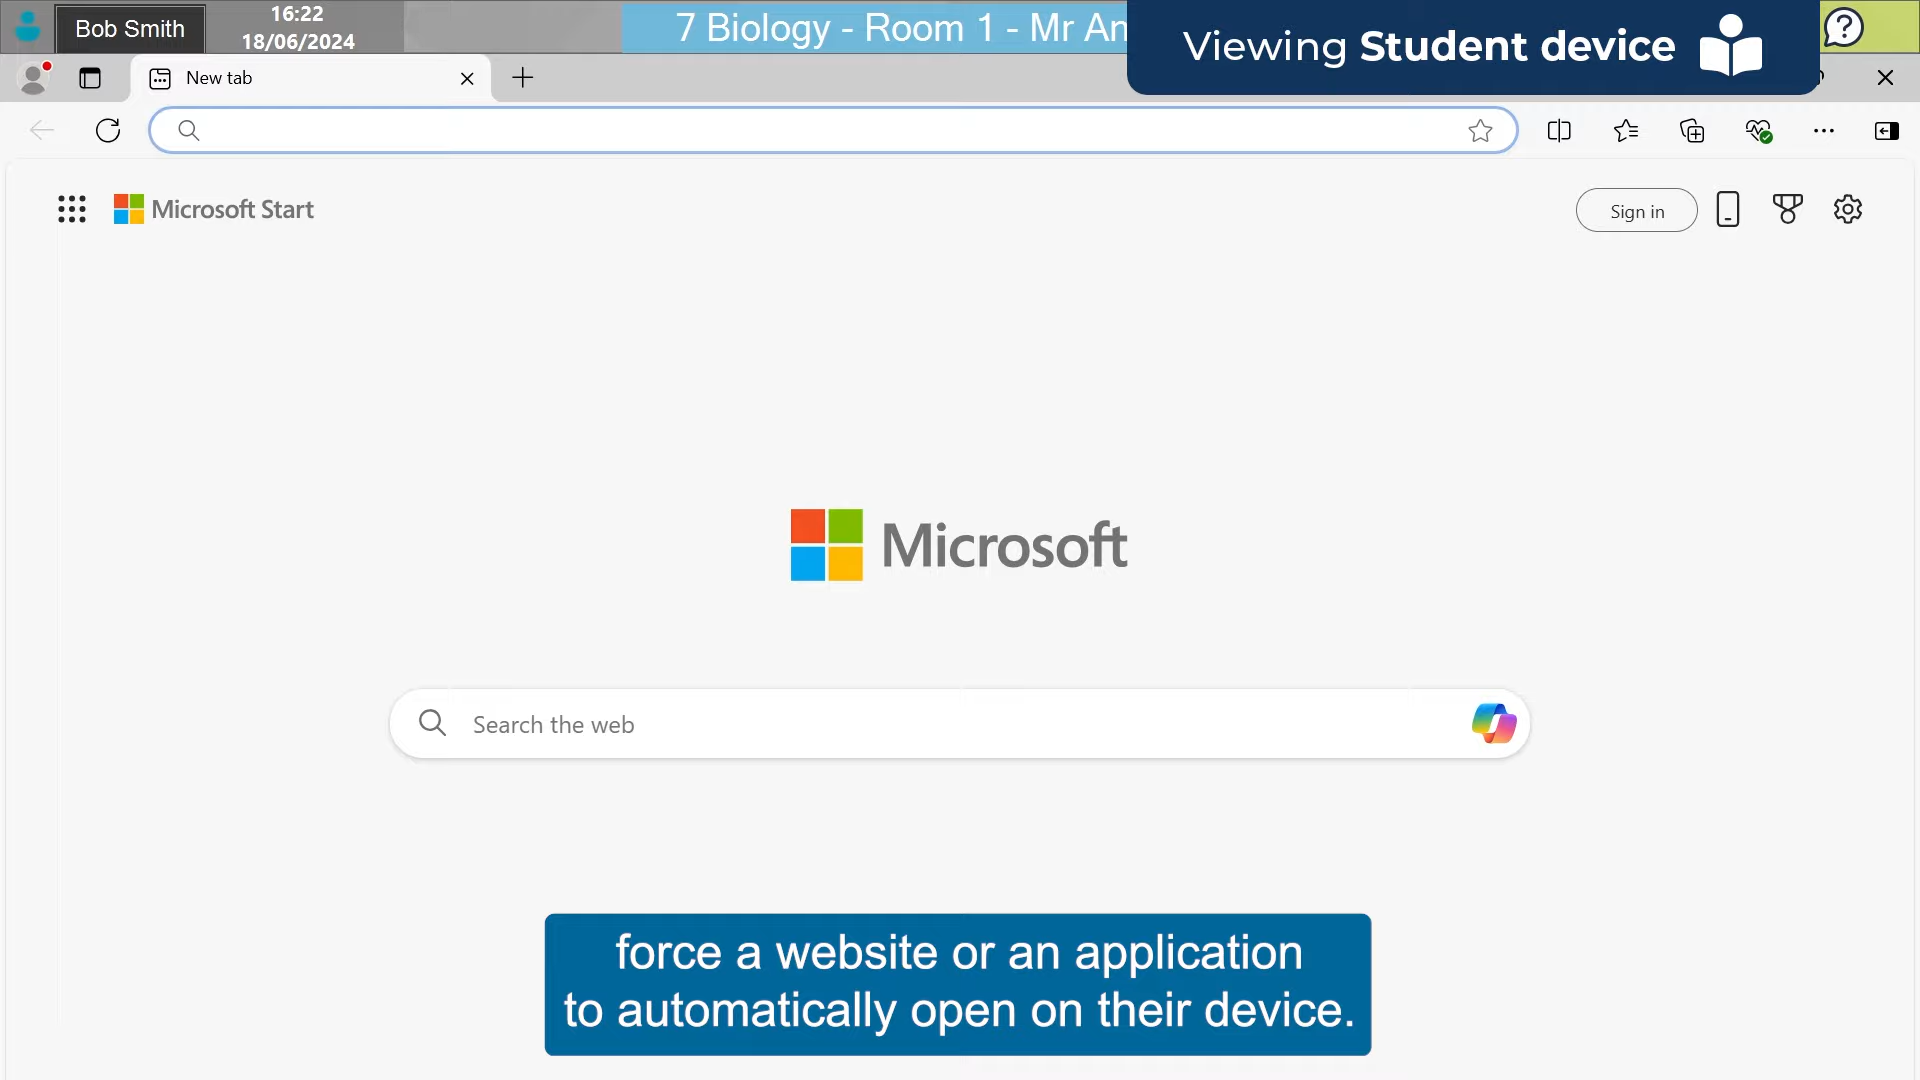 Bob Smith
16:22
18/06/2024
7 Biology - Room 1 - Mr An
Viewing Student device
New tab
Microsoft Start
Sign in
Microsoft
Search the web
force a website or an application
to automatically open on their device.